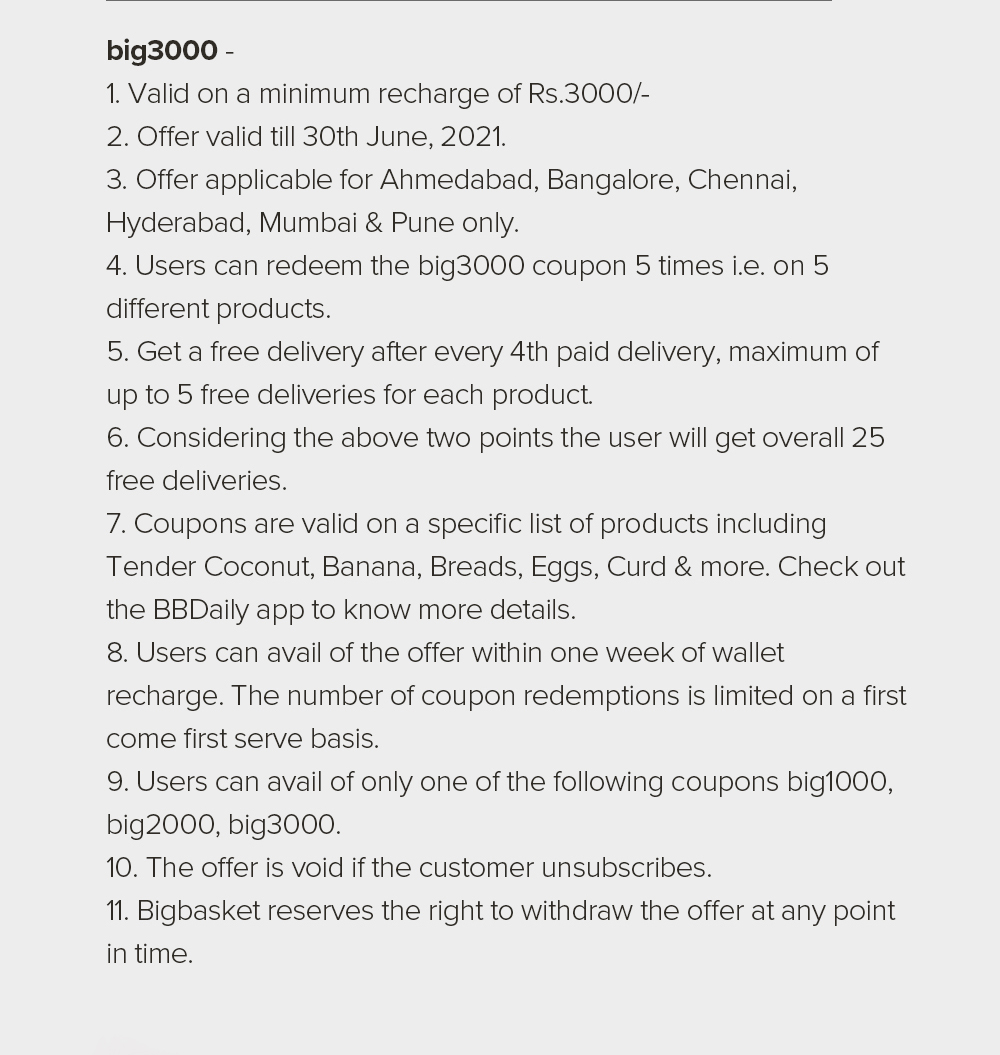 big3000 -
1. Valid on a minimum recharge of Rs.3000/-
2. Offer valid till 30th June, 2021.
3. Offer applicable for Ahmedabad, Bangalore, Chennai,
Hyderabad, Mumbai & Pune only.
4. Users can redeem the big3000 coupon 5 times i.e. on 5
different products.
5. Get a free delivery after every 4th paid delivery, maximum of
up to 5 free deliveries for each product.
6. Considering the above two points the user will get overall 25
free deliveries.
7. Coupons are valid on a specific list of products including
Tender Coconut, Banana, Breads, Eggs, Curd & more. Check out
the BBDaily app to know more details.
8. Users can avail of the offer within one week of wallet
recharge. The number of coupon redemptions is limited on a first
come first serve basis.
9. Users can avail of only one of the following coupons big1000,
big2000, big3000.
10. The offer is void if the customer unsubscribes.
11. Bigbasket reserves the right to withdraw the offer at any point
in time.